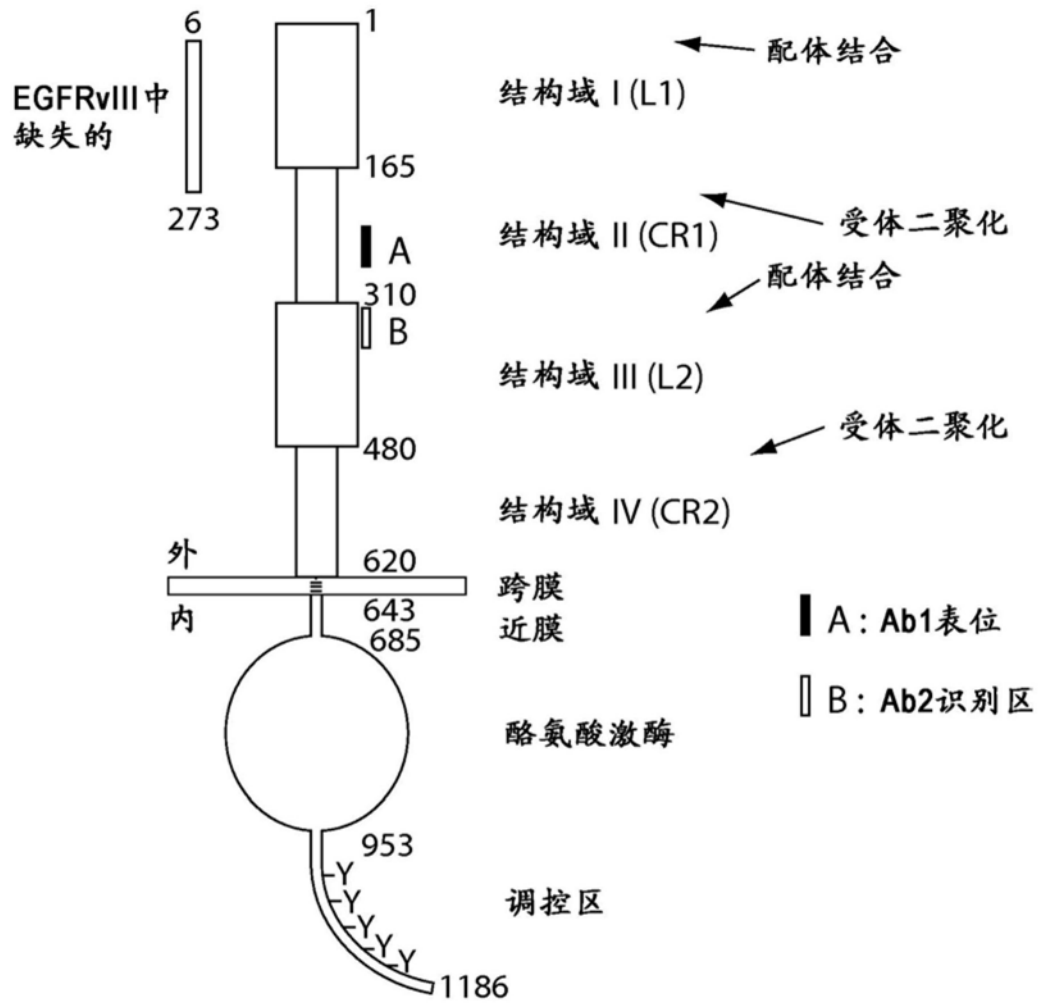 6
1
配体结合
EGFRvIII中
缺失的
结构域 I (L1)
165
273
受体二聚化
结构域 II (CR1)
A
配体结合
310
B
结构域 III (L2)
受体二聚化
480
结构域 IV (CR2)
外
620
跨膜
内
643
近膜
685
A : Ab1表位
B : Ab2识别区
酪氨酸激酶
953
Y
Y
Y
Y
Y
调控区
1186